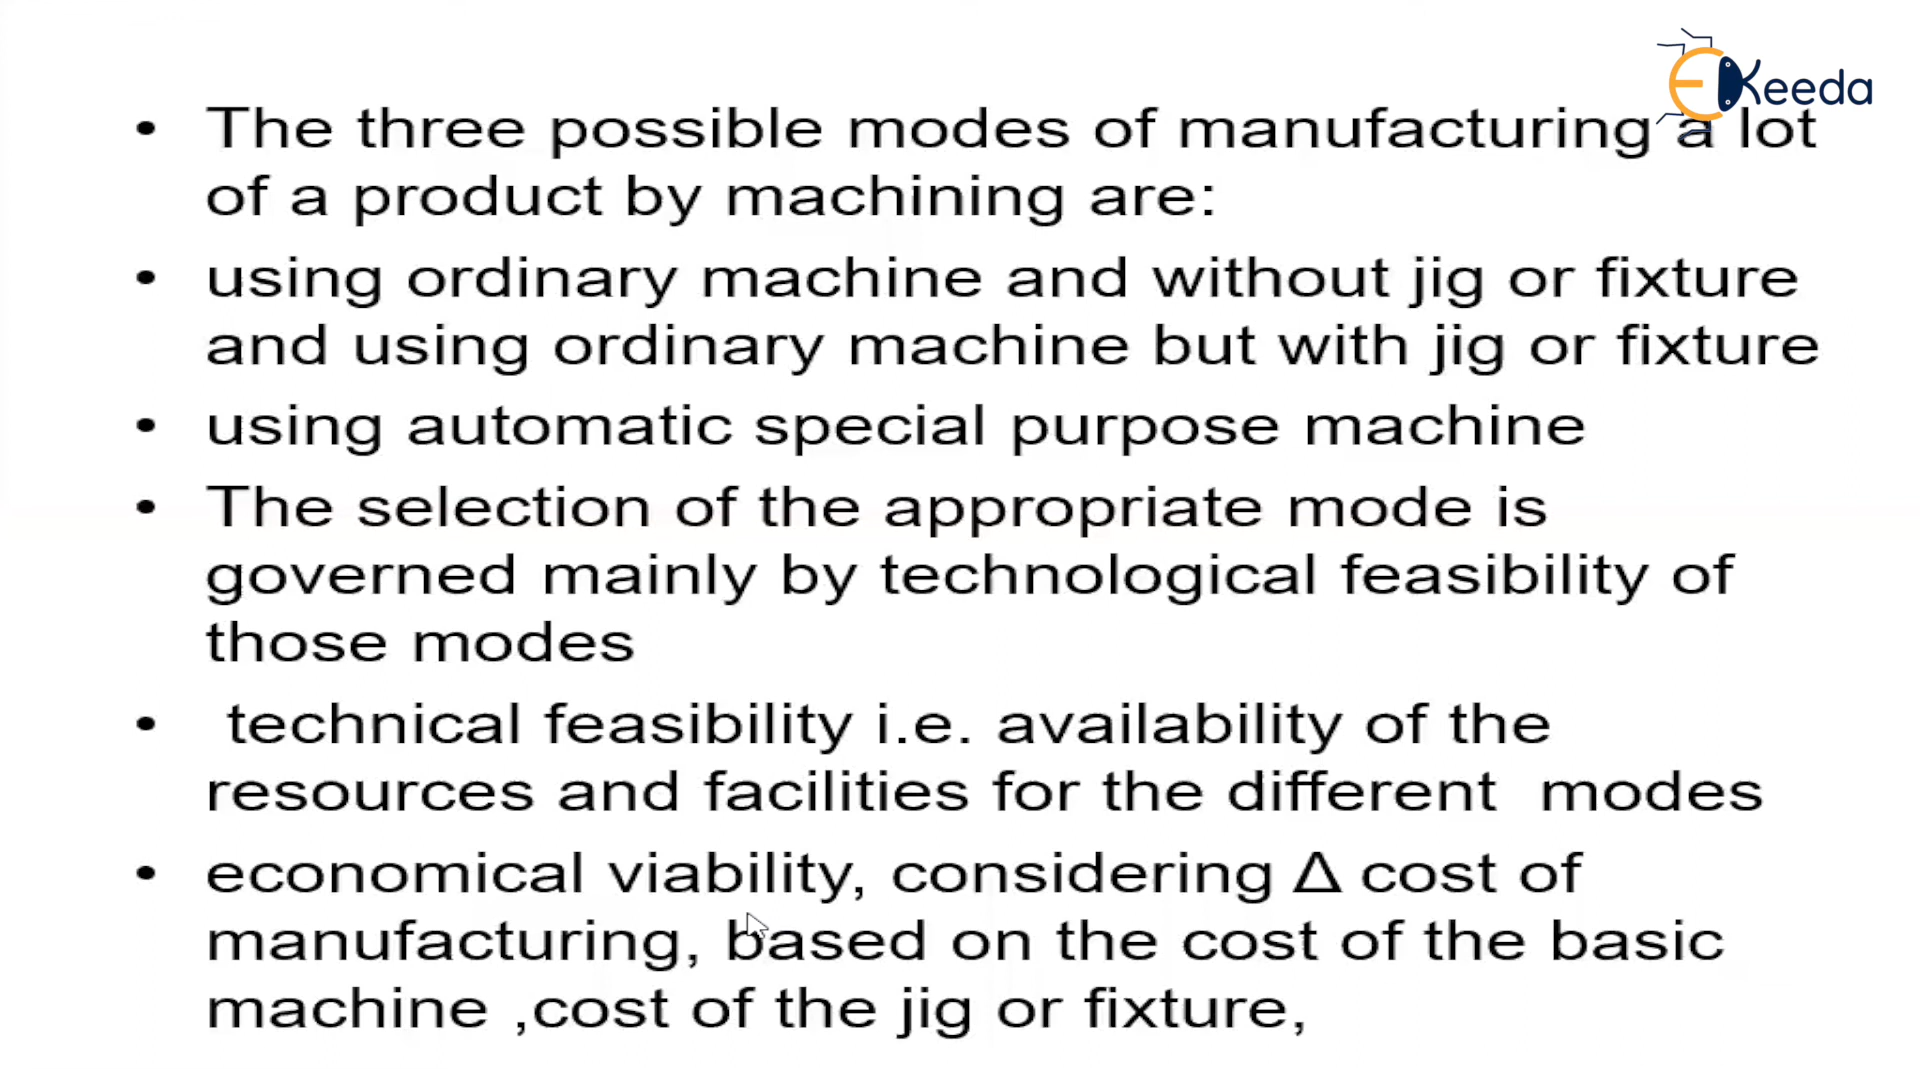 EKeeda
• The three possible modes of manufacturing a lot
of a product by machining are:
• using ordinary machine and without jig or fixture
and using ordinary machine but with jig or fixture
• using automatic special purpose machine
• The selection of the appropriate mode is
governed mainly by technological feasibility of
those modes
• technical feasibility i.e. availability of the
resources and facilities for the different  modes
• economical viability, considering Δ cost of
manufacturing, based on the cost of the basic
machine ,cost of the jig or fixture,